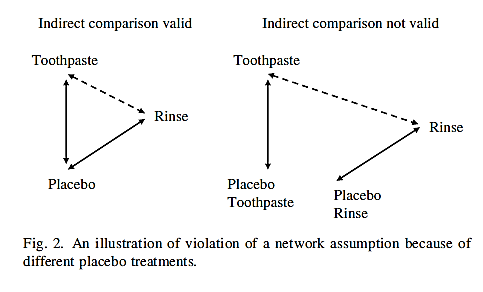 Indirect comparison valid
Toothpaste
Rinse
Placebo
Indirect comparison not valid
Toothpaste
Rinse
Placebo
Toothpaste
Placebo
Rinse
Fig. 2. An illustration of violation of a network assumption because of
different placebo treatments.